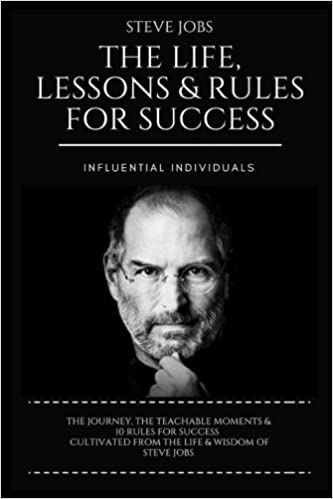 STEVE JOBS
THE LIFE,
LESSONS & RULES
FOR SUCCESS
INFLUENTIAL INDIVIDUALS
THE JOURNEY, THE TEACHABLE MOMENTS &
10 RULES FOR SUCCESS
CULTIVATED FROM THE LIFE & WISDOM OF
STEVE JOBS